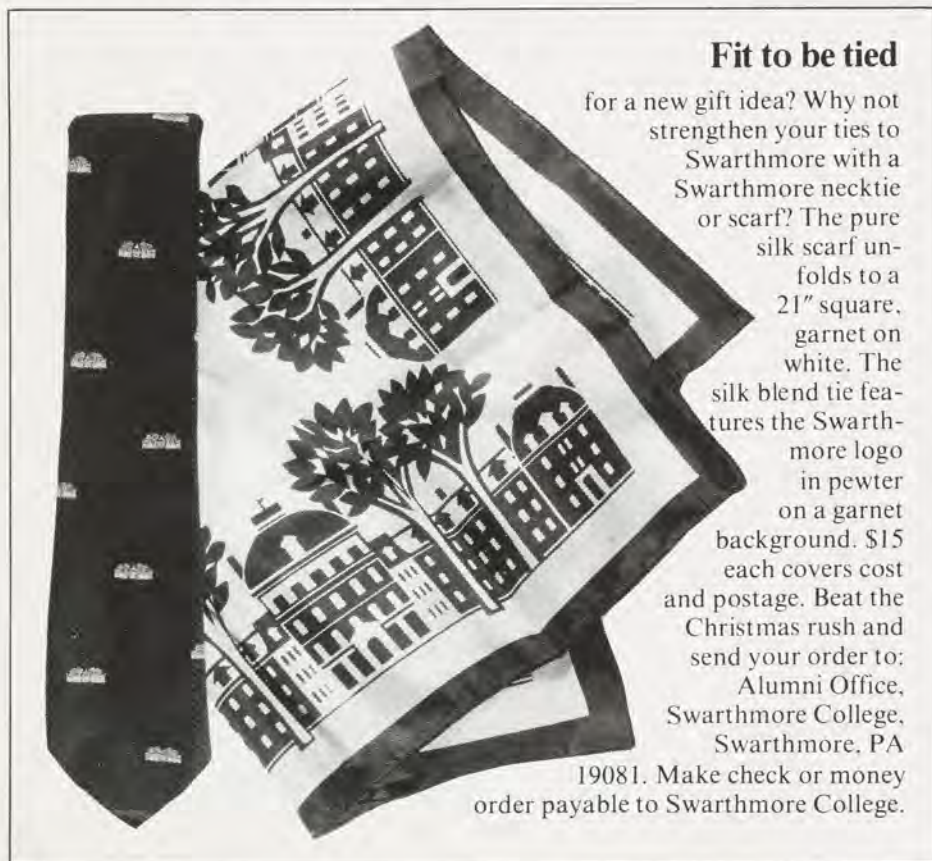 Fit to be tied
for a new gift idea? Why not
strengthen your ties to
Swarthmore with a
Swarthmore necktie
or scarf? The pure
silk scarf un-
folds to a
21" square,
garnet on
white. The
silk blend tie fea-
tures the Swarth-
more logo
in pewter
on a garnet
background. $15
each covers cost
and postage. Beat the
Christmas rush and
send your order to:
Alumni Office,
Swarthmore College,
Swarthmore, PA
19081. Make check or money
order payable to Swarthmore College.